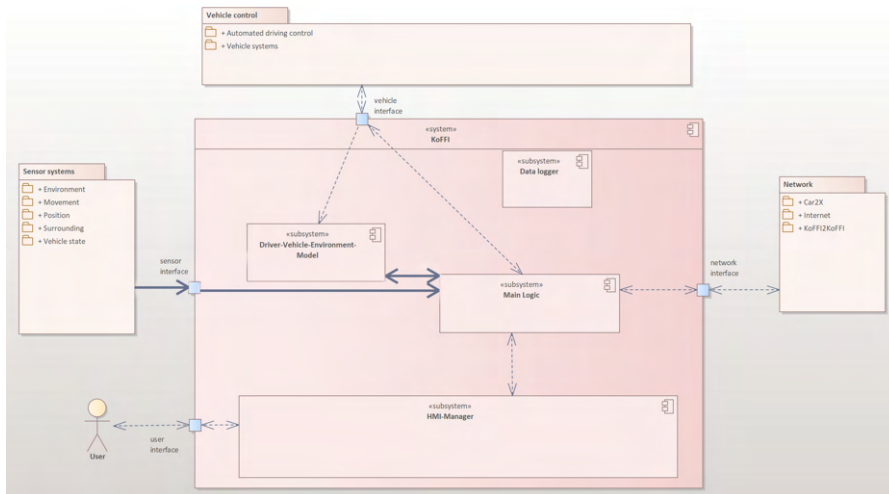 Vehicle control
+ Automated driving control
+ Vehicle systems
vehicle
interface
«system»
KoFFI
«subsystem»
Data logger
Sensor systems
+ Environment
+ Movement
+ Position
+ Surrounding
+ Vehicle state
sensor
interface
«subsystem»
Driver-Vehicle-Environment-
Model
«subsystem»
Main Logic
Network
+ Car2X
+ Internet
+ KoFFI2KoFFI
network
interface
«subsystem»
HMI-Manager
user
interface
User